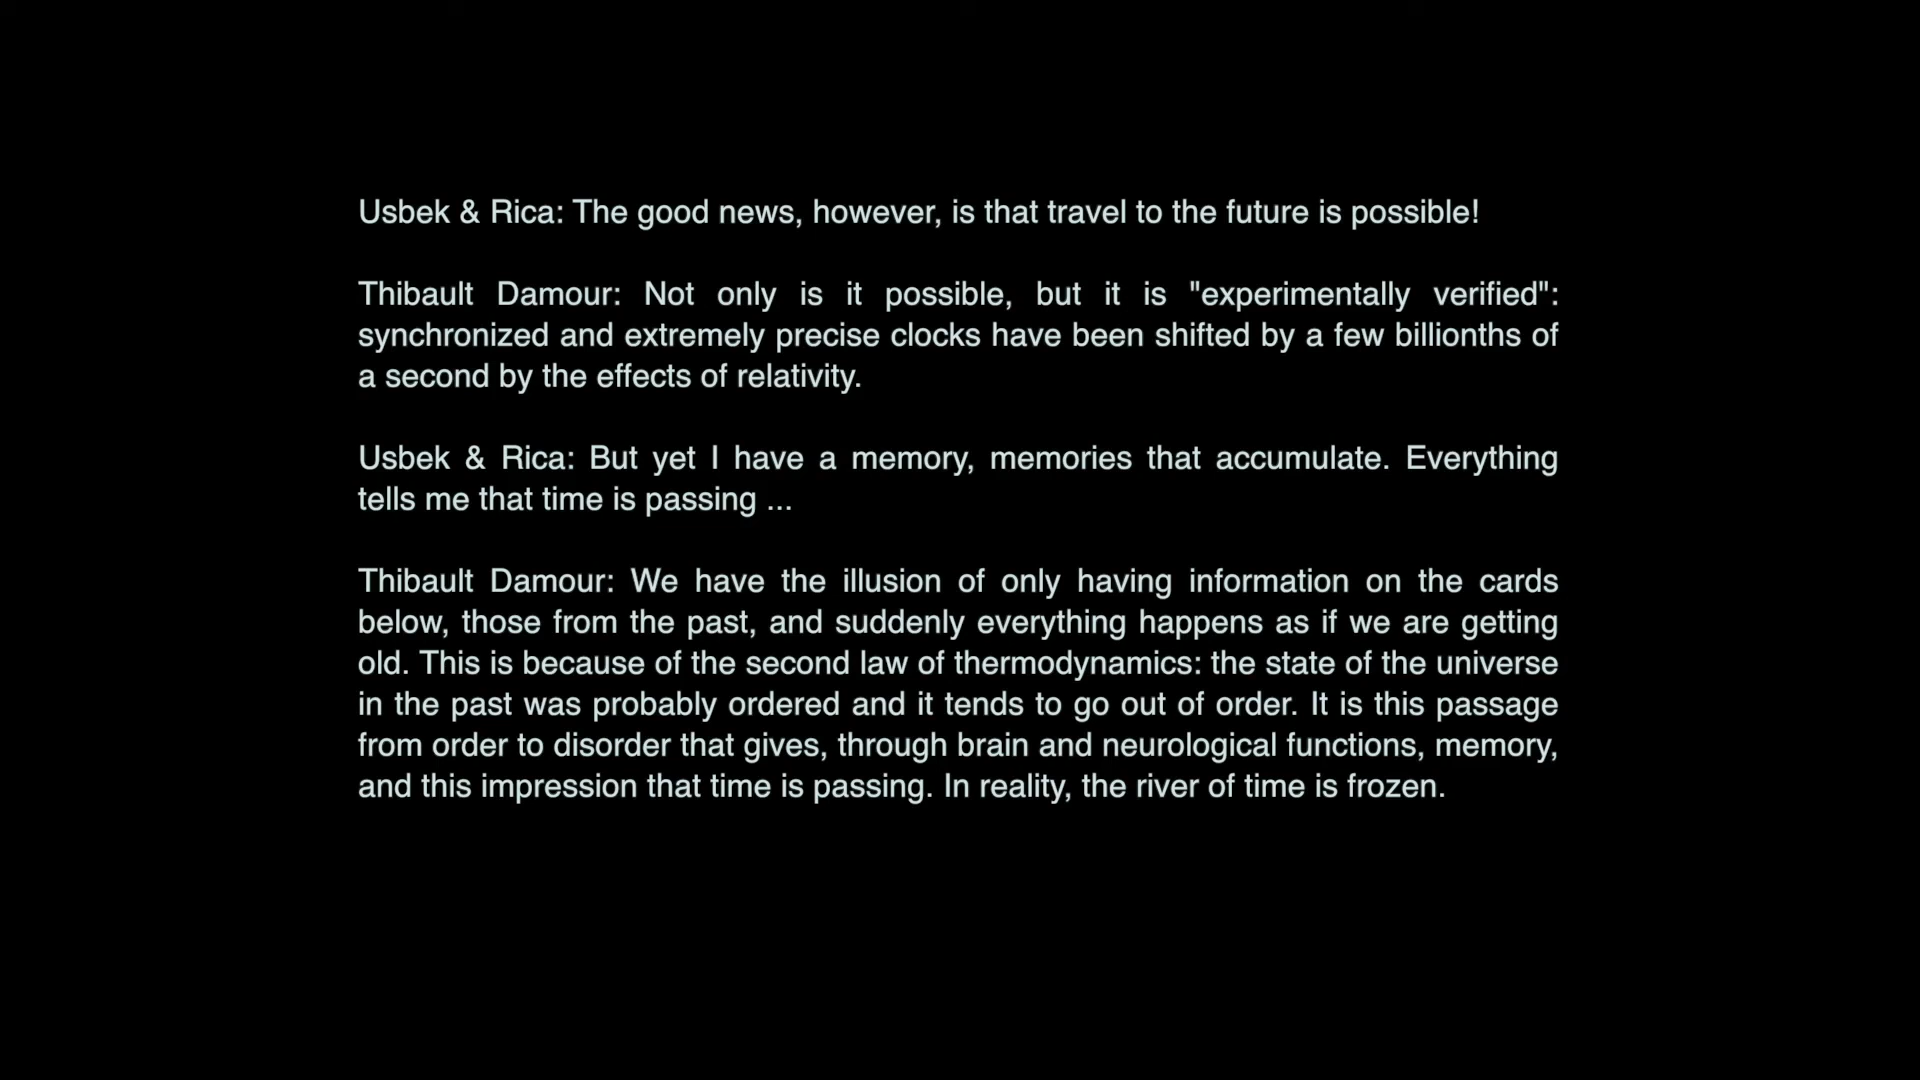 Usbek & Rica: The good news, however, is that travel to the future is possible!
Thibault Damour: Not only is it possible, but it is "experimentally verified":
synchronized and extremely precise clocks have been shifted by a few billionths of
a second by the effects of relativity.
Usbek & Rica: But yet I have a memory, memories that accumulate. Everything
tells me that time is passing ...
Thibault Damour: We have the illusion of only having information on the cards
below, those from the past, and suddenly everything happens as if we are getting
old. This is because of the second law of thermodynamics: the state of the universe
in the past was probably ordered and it tends to go out of order. It is this passage
from order to disorder that gives, through brain and neurological functions, memory,
and this impression that time is passing. In reality, the river of time is frozen.